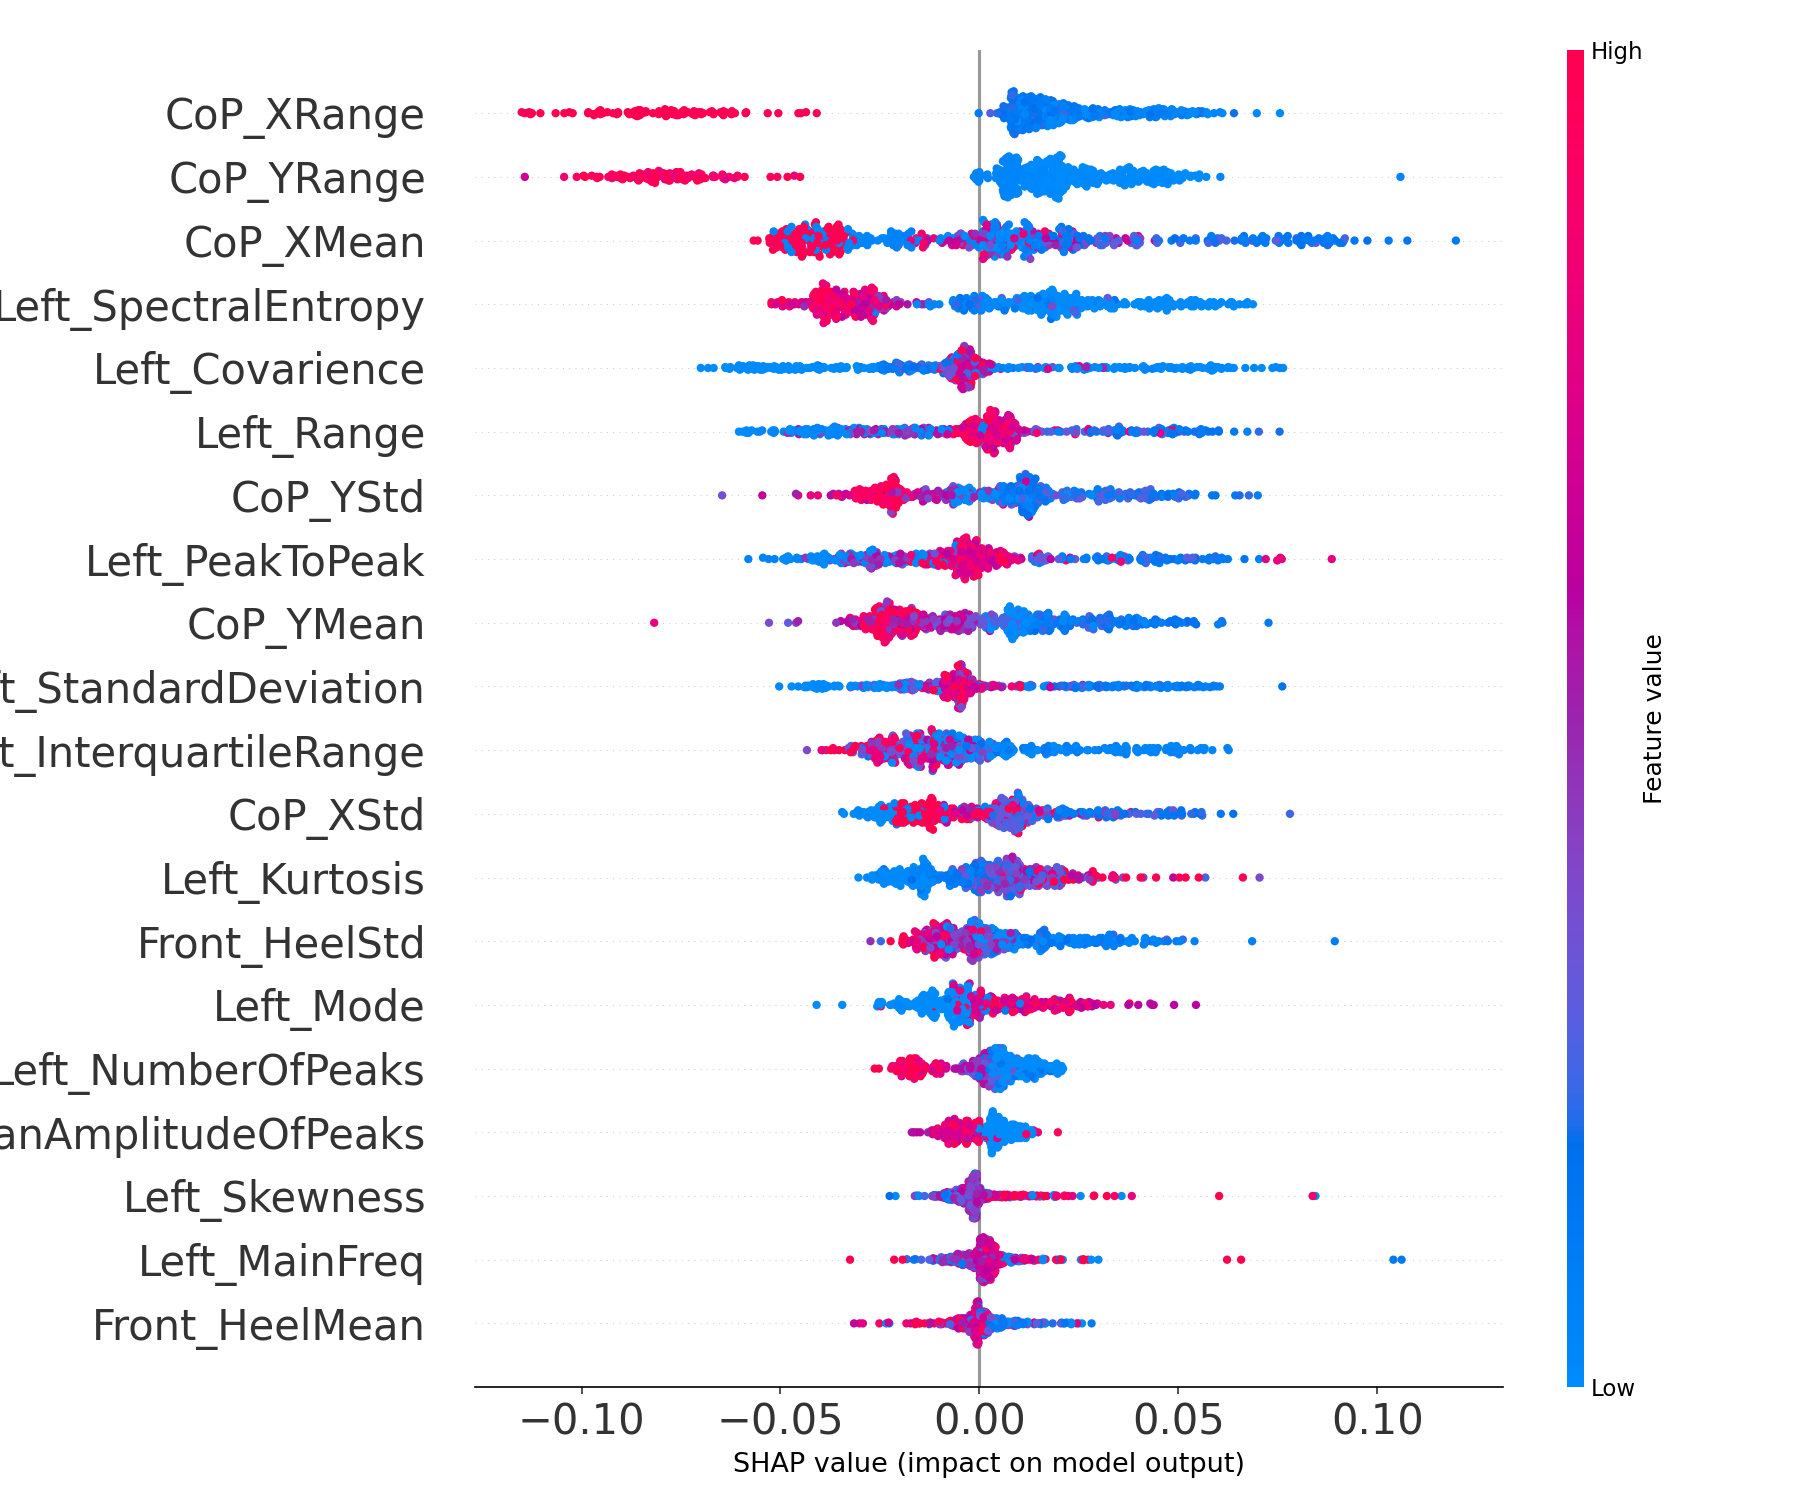 High
CoP_XRange
CoP_YRange
CoP_XMean
Left_SpectralEntropy
Left_Covarience
Left_Range
CoP_YStd
Left_PeakToPeak
CoP_YMean
ft_StandardDeviation
ft_InterquartileRange
CoP_XStd
Left_Kurtosis
Front_HeelStd
Left_Mode
Left_NumberOfPeaks
anAmplitudeOfPeaks
Left_Skewness
Left_MainFreq
Front_HeelMean
Feature value
Low
−0.10 −0.05 0.00 0.05 0.10
SHAP value (impact on model output)